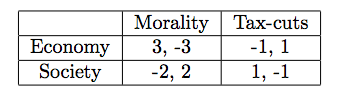 Morality Tax-cuts
Economy 3, -3 -1, 1
Society -2, 2 1, -1